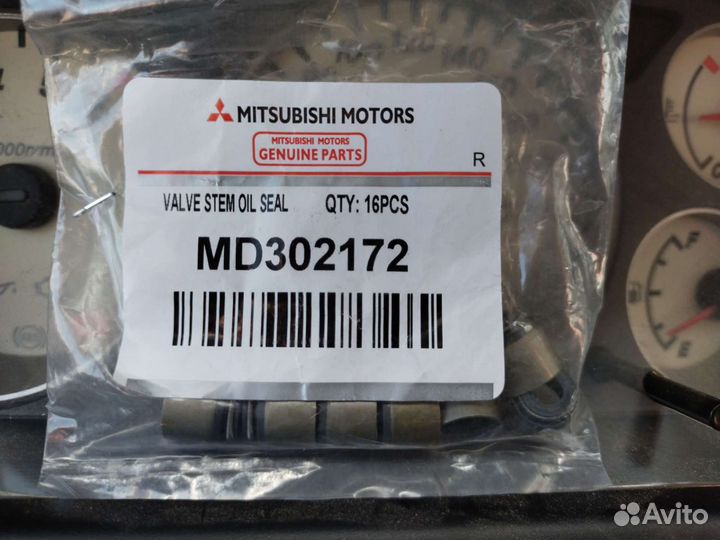 MITSUBISHI MOTORS
MITSUBISHI MOTORS
GENUINE PARTS
R
VALVE STEM OIL SEAL QTY: 16PCS
MD302172
Avito